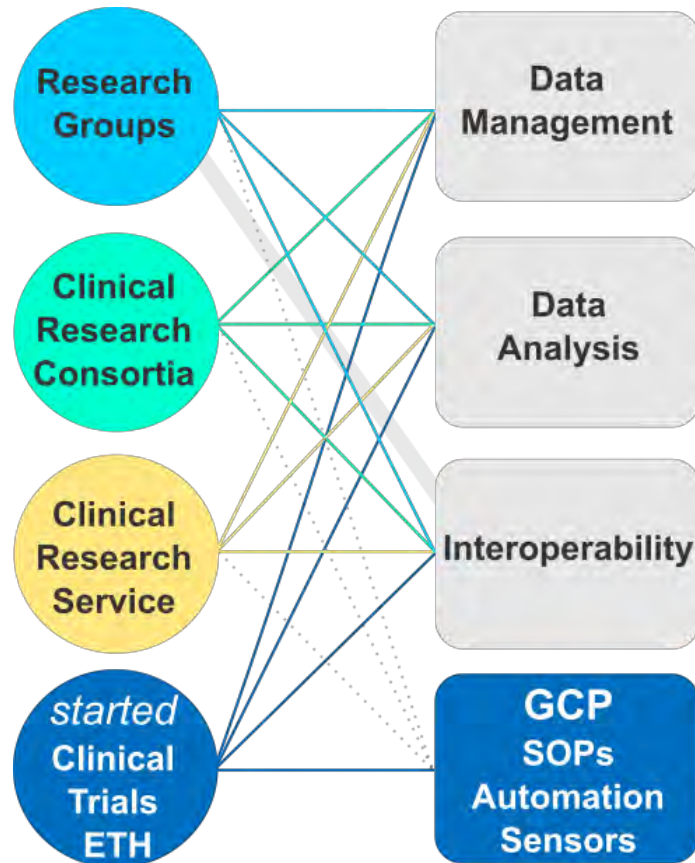 Research
Groups
Data
Management
Clinical
Research
Consortia
Data
Analysis
Clinical
Research
Service
Interoperability
started
Clinical
Trials
ETH
GCP
SOPs
Automation
Sensors